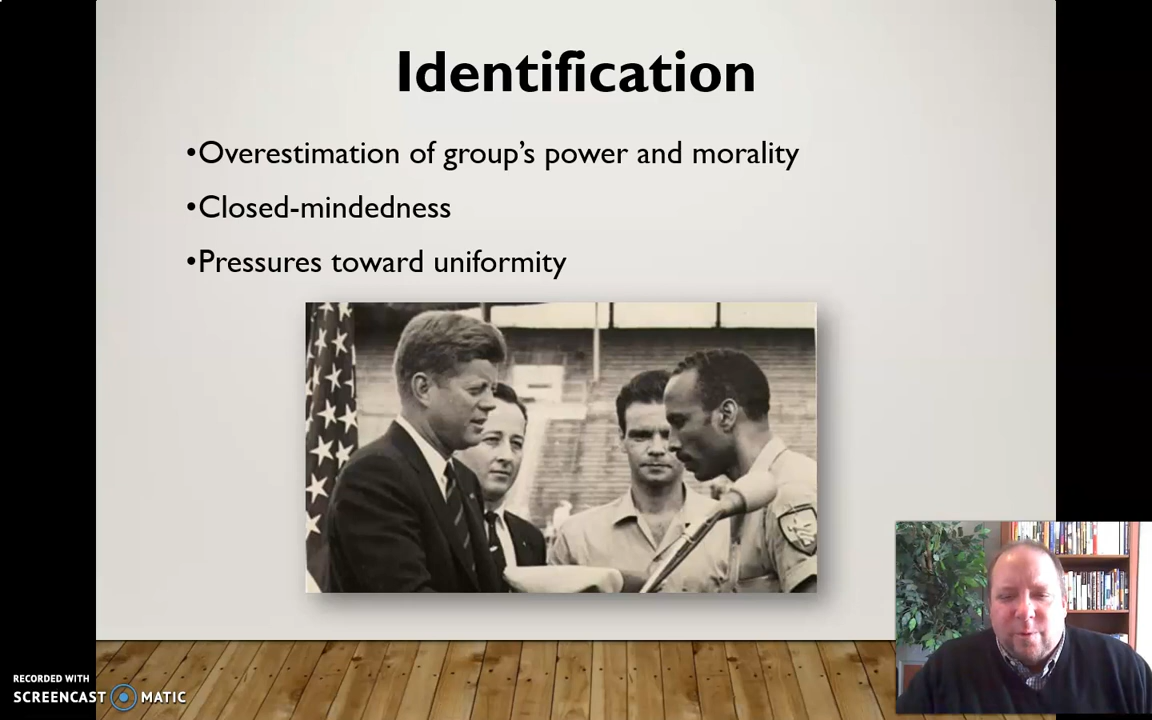 Identification
•Overestimation of group's power and morality
•Closed-mindedness
•Pressures toward uniformity
RECORDED WITH
SCREENCAST MATIC